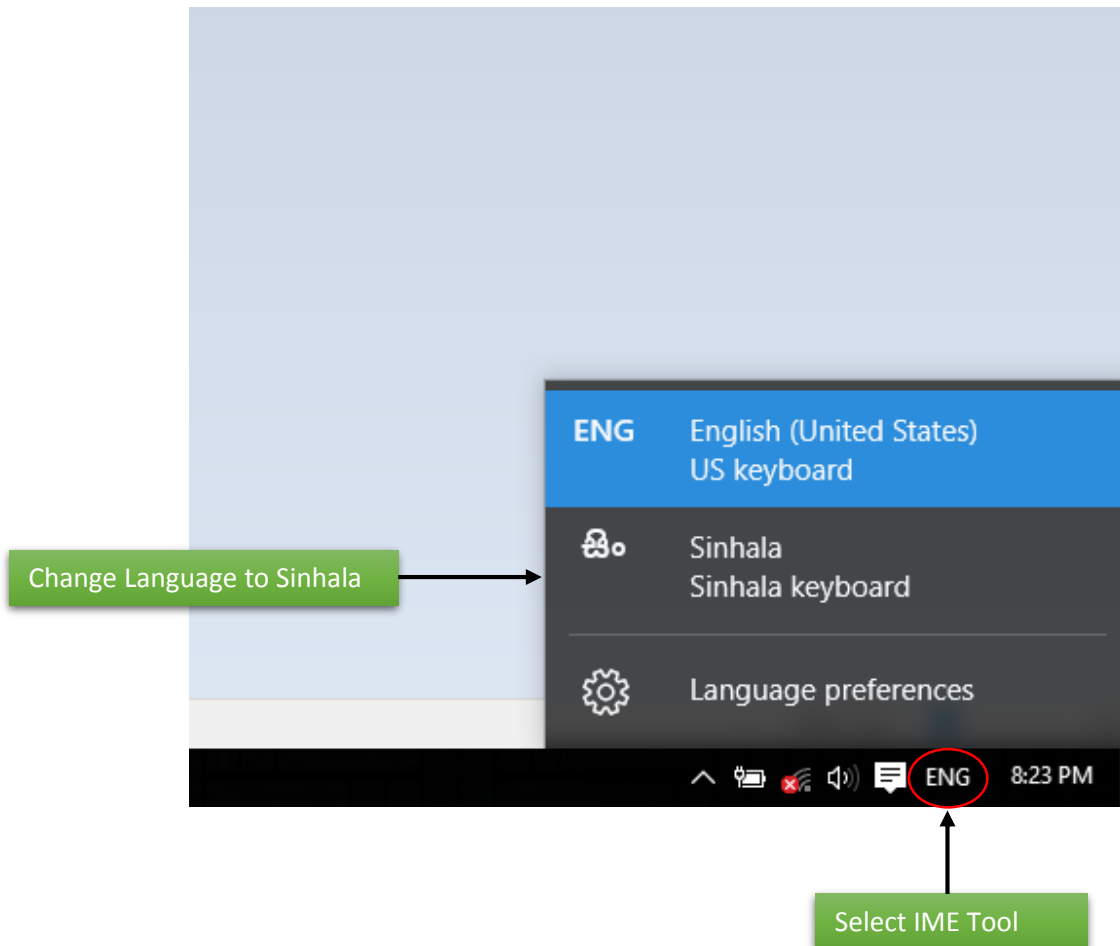 ENG English (United States)
US keyboard
සිං Sinhala
Sinhala keyboard
Change Language to Sinhala
Language preferences
ENG 8:23 PM
Select IME Tool